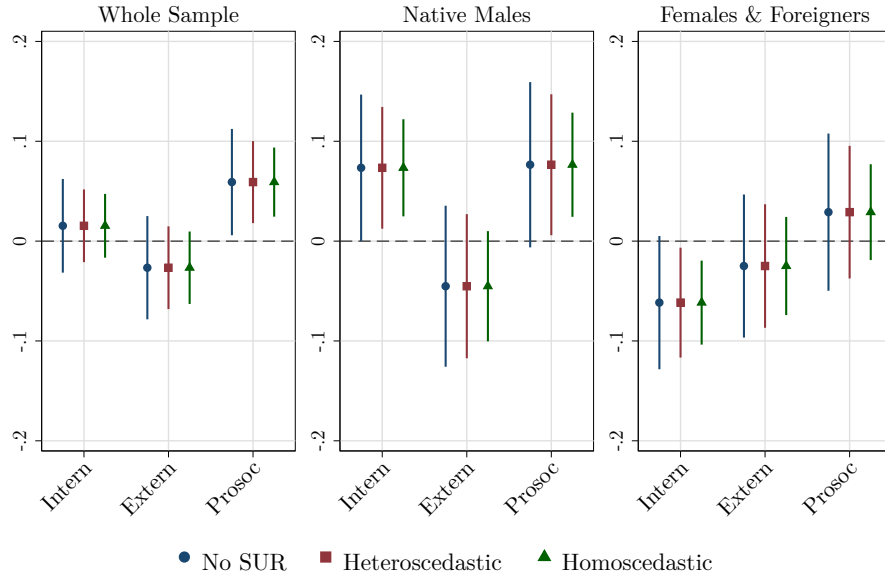 Whole Sample
Native Males
Females & Foreigners
.2
.1
0
-.1
-.2
Intern
Extern
Prosoc
.2
.1
0
-.1
-.2
Intern
Extern
Prosoc
.2
.1
0
-.1
-.2
Intern
Extern
Prosoc
No SUR Heteroscedastic Homoscedastic